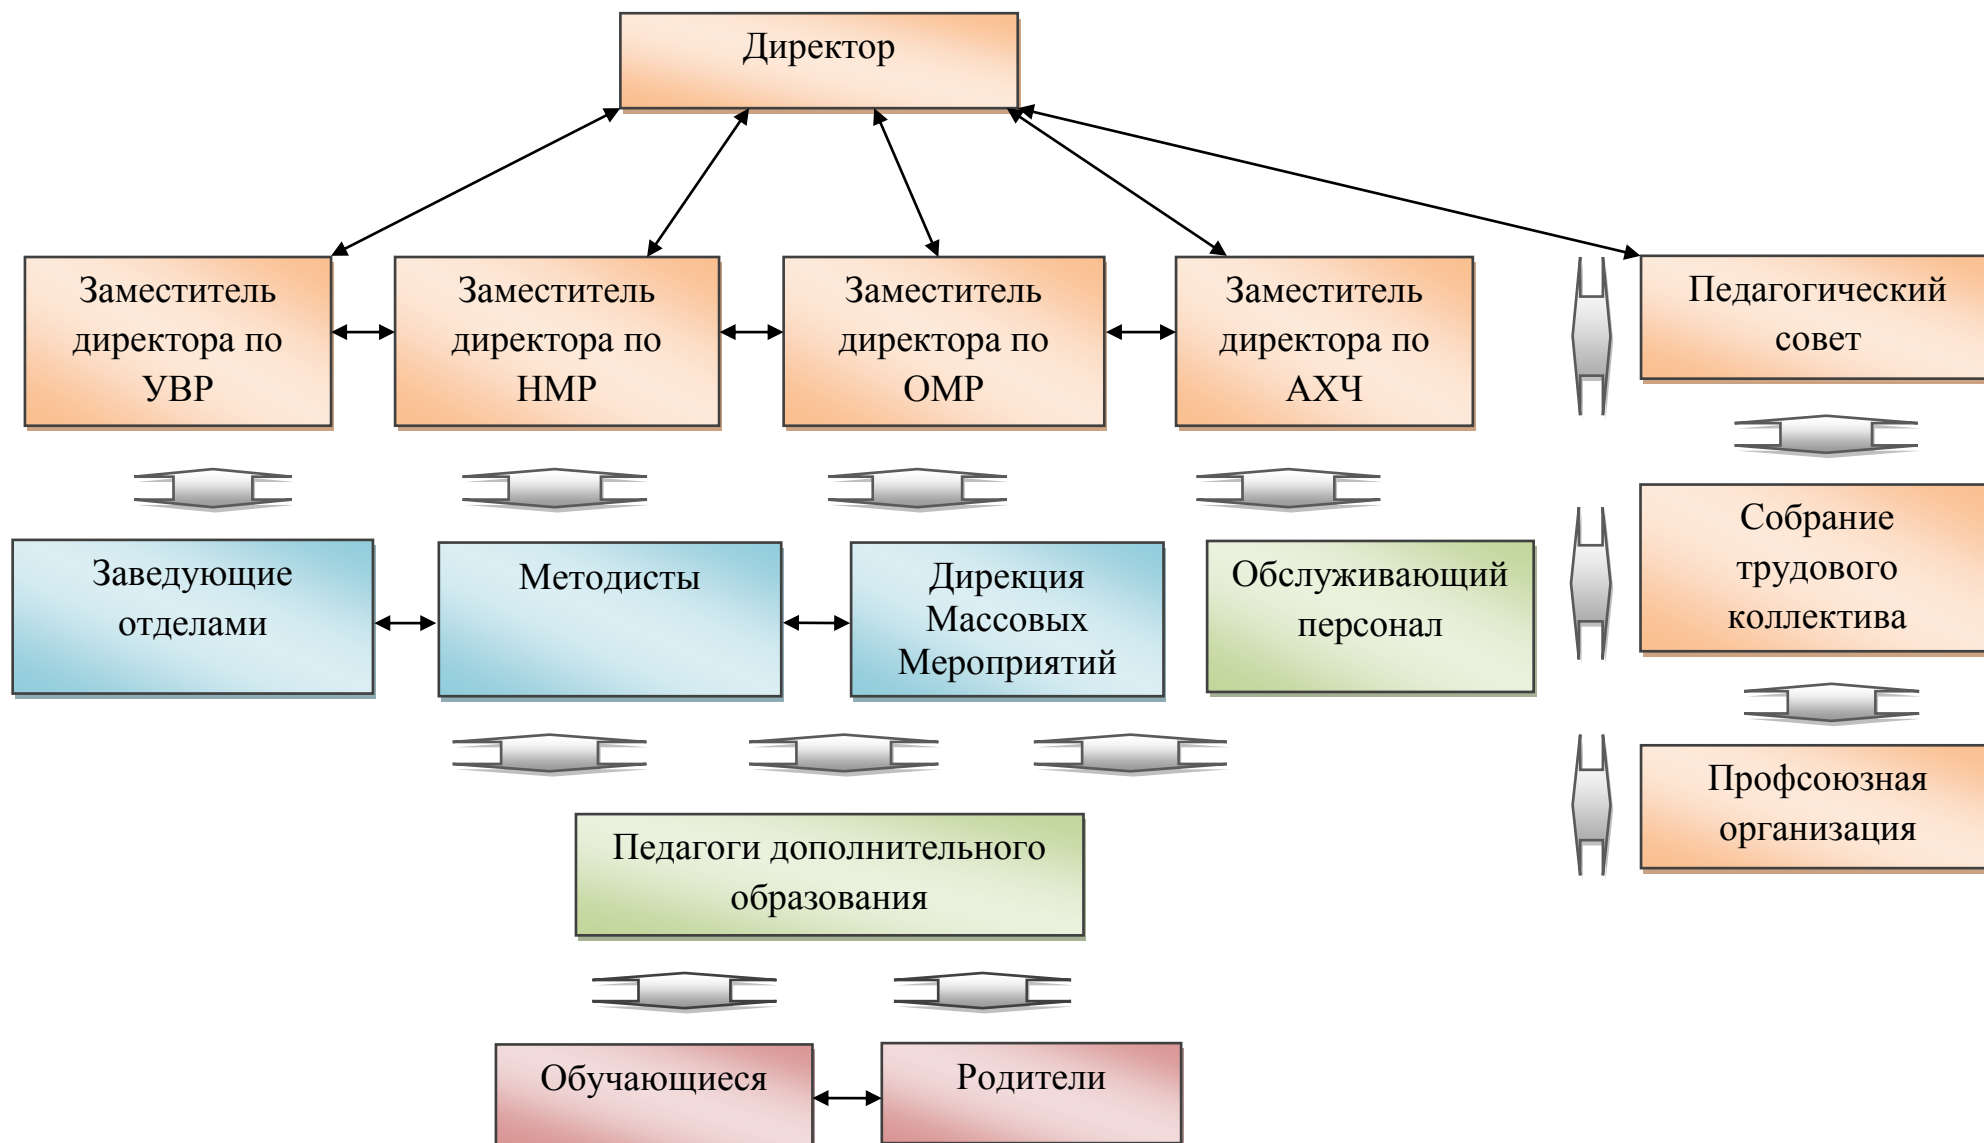 Директор
Заместитель
директора по
УВР
Заместитель
директора по
НМР
Заместитель
директора по
ОМР
Заместитель
директора по
АХЧ
Педагогический
совет
Заведующие
отделами
Методисты
Дирекция
Массовых
Мероприятий
Обслуживающий
персонал
Собрание
трудового
коллектива
Профсоюзная
организация
Педагоги дополнительного
образования
Обучающиеся
Родители